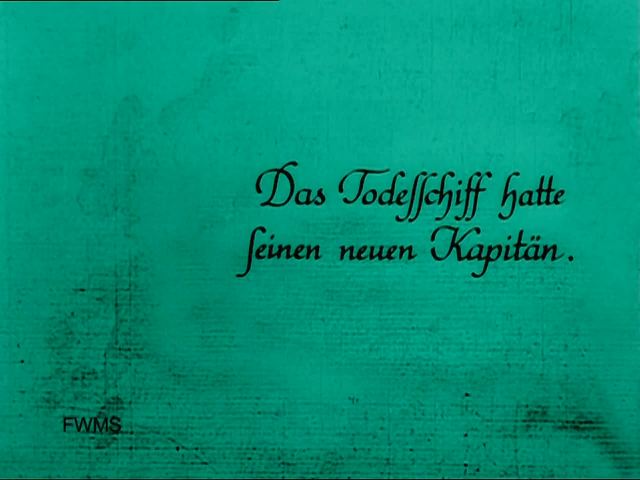 Das Todeſſchiff hatte
ſeinen neuen Kapitän.
FWMS